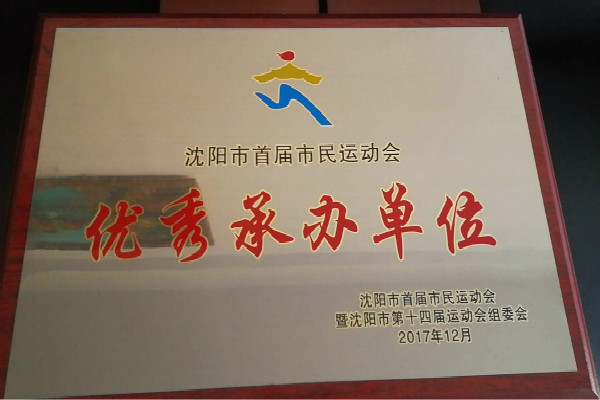 沈阳市首届市民运动会
优秀承办单位
沈阳市首届市民运动会
暨沈阳市第十四届运动会组委会
2017年12月